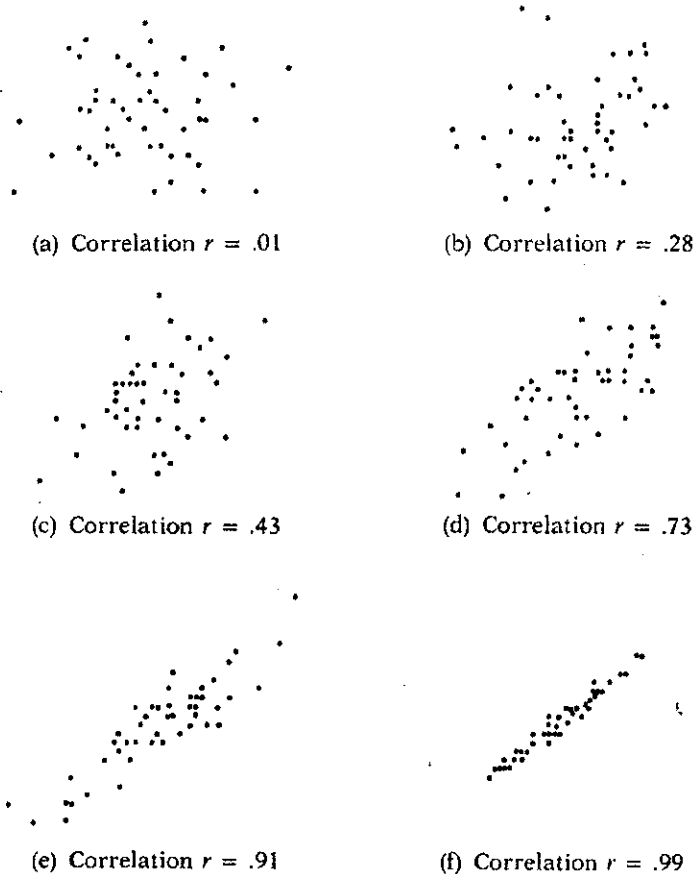 (a) Correlation r = .01
(b) Correlation r = .28
(c) Correlation r = .43
(d) Correlation r = .73
(e) Correlation r = .91
(f) Correlation r = .99